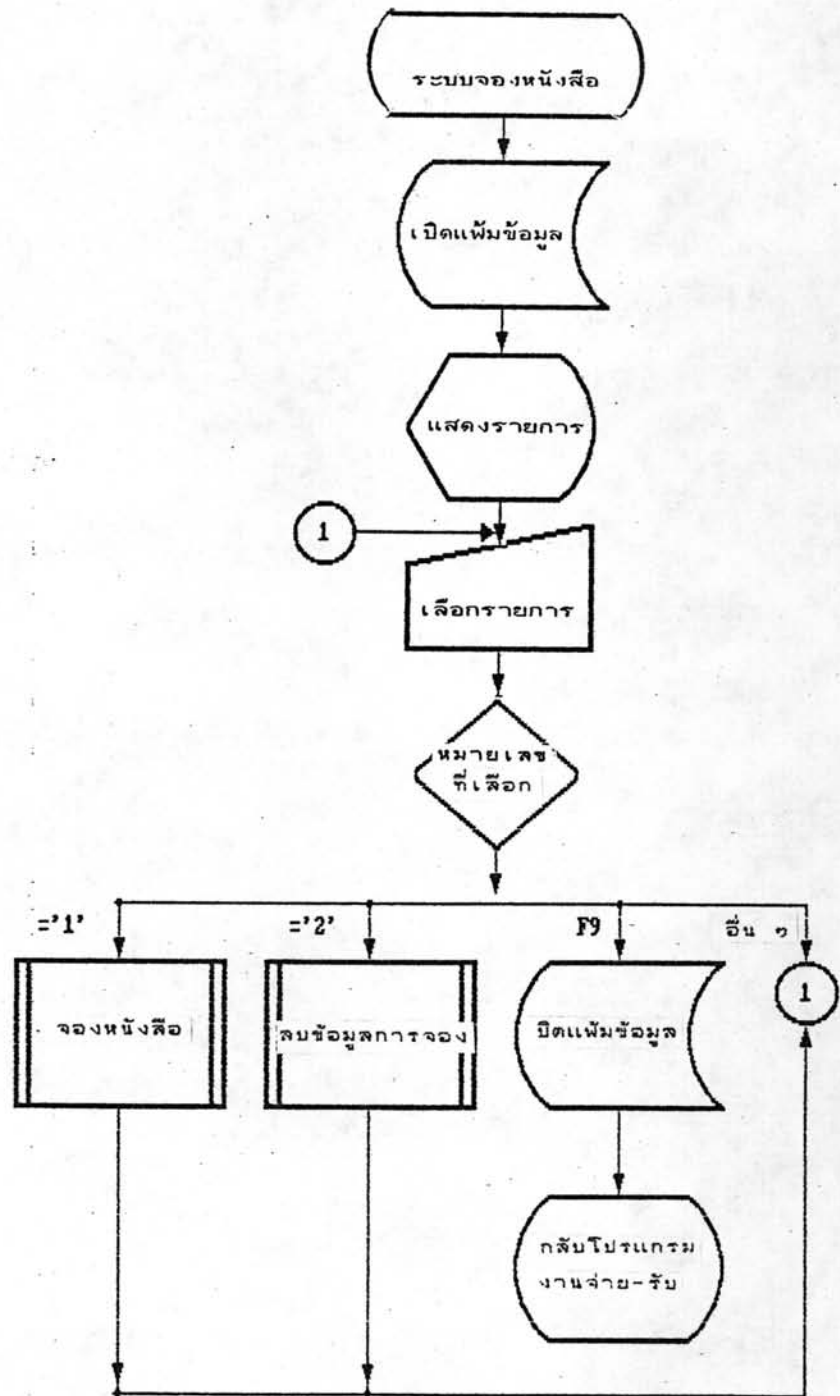 ระบบจองหนังสือ
เปิดแฟ้มข้อมูล
แสดงรายการ
1
เลือกรายการ
หมายเลข
ที่เลือก
='1'
='2'
F9
อื่น ๆ
จองหนังสือ
ลบข้อมูลการจอง
ปิดแฟ้มข้อมูล
1
กลับโปรแกรม
งานจ่าย-รับ